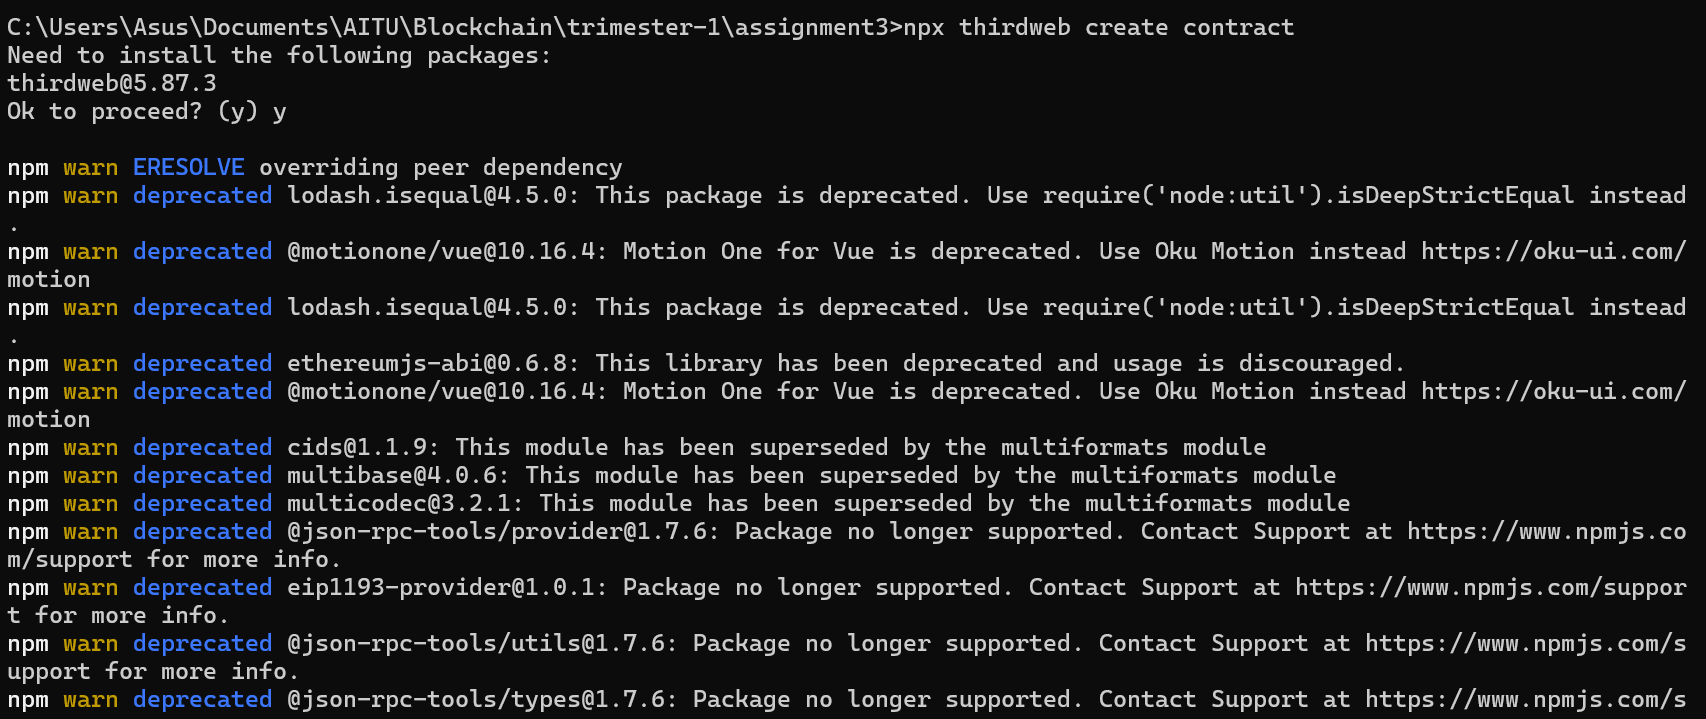 C:\Users\Asus\Documents\AITU\Blockchain\trimester-1\assignment3>npx thirdweb create contract
Need to install the following packages:
thirdweb@5.87.3
Ok to proceed? (y) y
npm warn ERESOLVE overriding peer dependency
npm warn deprecated lodash.isequal@4.5.0: This package is deprecated. Use require('node:util').isDeepStrictEqual instead
.
npm warn deprecated @motionone/vue@10.16.4: Motion One for Vue is deprecated. Use Oku Motion instead https://oku-ui.com/
motion
npm warn deprecated lodash.isequal@4.5.0: This package is deprecated. Use require('node:util').isDeepStrictEqual instead
.
npm warn deprecated ethereumjs-abi@0.6.8: This library has been deprecated and usage is discouraged.
npm warn deprecated @motionone/vue@10.16.4: Motion One for Vue is deprecated. Use Oku Motion instead https://oku-ui.com/
motion
npm warn deprecated cids@1.1.9: This module has been superseded by the multiformats module
npm warn deprecated multibase@4.0.6: This module has been superseded by the multiformats module
npm warn deprecated multicodec@3.2.1: This module has been superseded by the multiformats module
npm warn deprecated @json-rpc-tools/provider@1.7.6: Package no longer supported. Contact Support at https://www.npmjs.co
m/support for more info.
npm warn deprecated eip1193-provider@1.0.1: Package no longer supported. Contact Support at https://www.npmjs.com/suppor
t for more info.
npm warn deprecated @json-rpc-tools/utils@1.7.6: Package no longer supported. Contact Support at https://www.npmjs.com/s
upport for more info.
npm warn deprecated @json-rpc-tools/types@1.7.6: Package no longer supported. Contact Support at https://www.npmjs.com/s